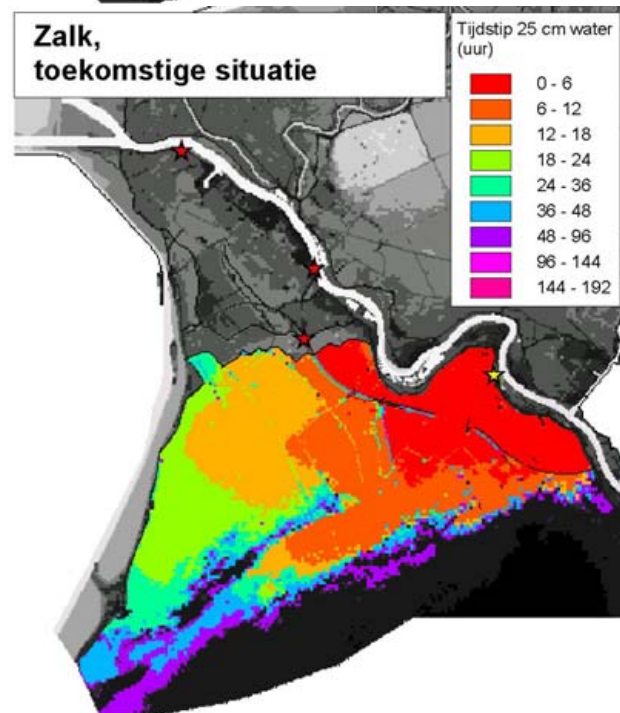 Zalk,
toekomstige situatie
Tijdstip 25 cm water
(uur)
0 - 6
6 - 12
12 - 18
18 - 24
24 - 36
36 - 48
48 - 96
96 - 144
144 - 192